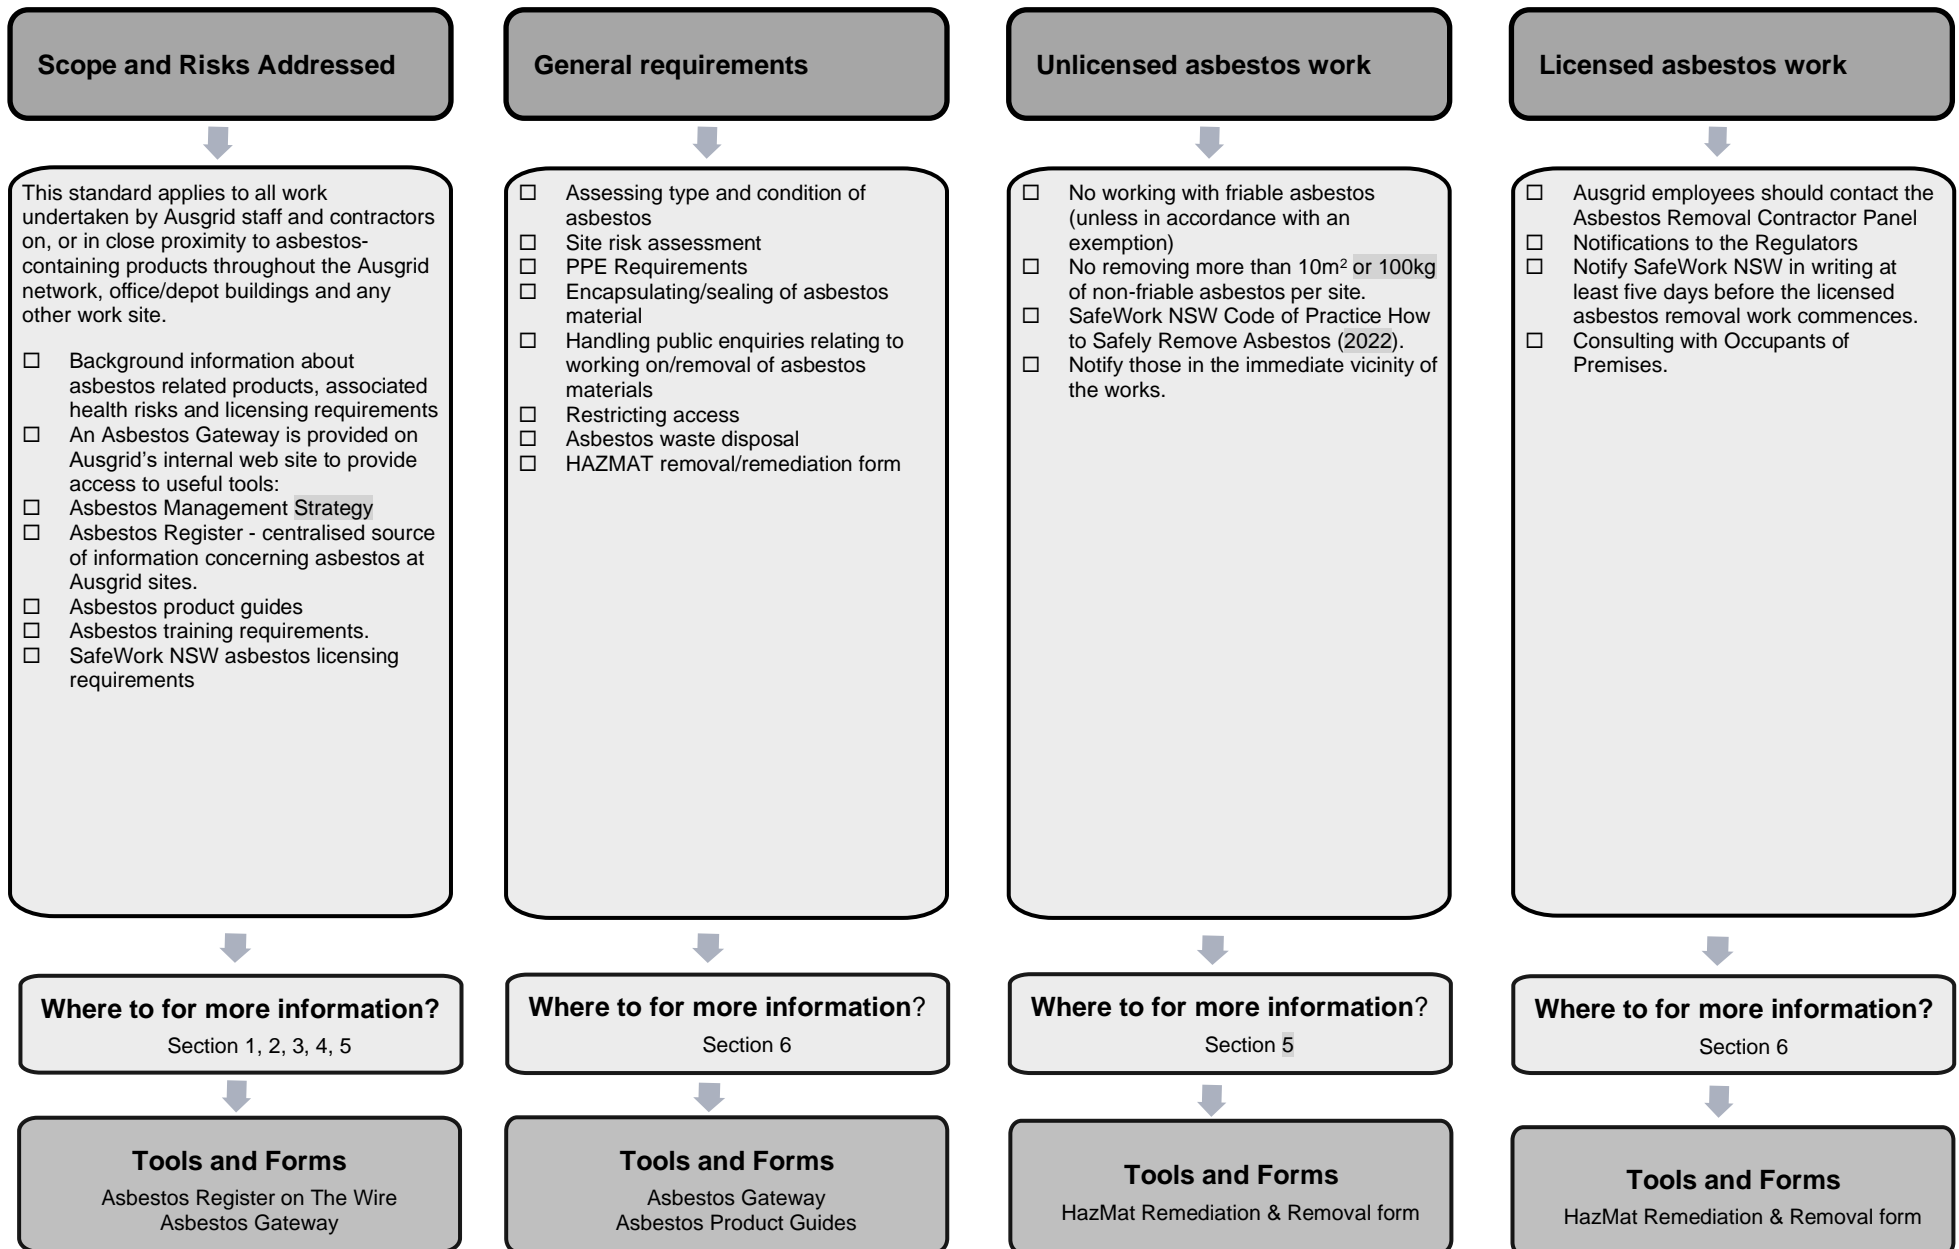 Scope and Risks Addressed
This standard applies to all work
undertaken by Ausgrid staff and contractors
on, or in close proximity to asbestos-
containing products throughout the Ausgrid
network, office/depot buildings and any
other work site.
☐ Background information about
asbestos related products, associated
health risks and licensing requirements
☐ An Asbestos Gateway is provided on
Ausgrid’s internal web site to provide
access to useful tools:
☐ Asbestos Management Strategy
☐ Asbestos Register - centralised source
of information concerning asbestos at
Ausgrid sites.
☐ Asbestos product guides
☐ Asbestos training requirements.
☐ SafeWork NSW asbestos licensing
requirements
Where to for more information?
Section 1, 2, 3, 4, 5
Tools and Forms
Asbestos Register on The Wire
Asbestos Gateway
General requirements
☐ Assessing type and condition of
asbestos
☐ Site risk assessment
☐ PPE Requirements
☐ Encapsulating/sealing of asbestos
material
☐ Handling public enquiries relating to
working on/removal of asbestos
materials
☐ Restricting access
☐ Asbestos waste disposal
☐ HAZMAT removal/remediation form
Where to for more information?
Section 6
Tools and Forms
Asbestos Gateway
Asbestos Product Guides
Unlicensed asbestos work
☐ No working with friable asbestos
(unless in accordance with an
exemption)
☐ No removing more than 10m² or 100kg
of non-friable asbestos per site.
☐ SafeWork NSW Code of Practice How
to Safely Remove Asbestos (2022).
☐ Notify those in the immediate vicinity of
the works.
Where to for more information?
Section 5
Tools and Forms
HazMat Remediation & Removal form
Licensed asbestos work
☐ Ausgrid employees should contact the
Asbestos Removal Contractor Panel
☐ Notifications to the Regulators
☐ Notify SafeWork NSW in writing at
least five days before the licensed
asbestos removal work commences.
☐ Consulting with Occupants of
Premises.
Where to for more information?
Section 6
Tools and Forms
HazMat Remediation & Removal form